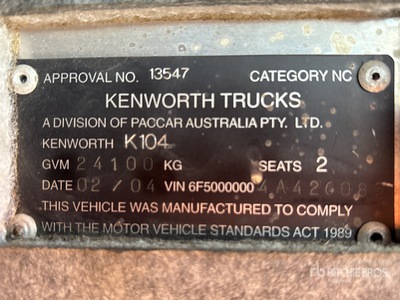 APPROVAL NO. 13547 CATEGORY NC
KENWORTH TRUCKS
A DIVISION OF PACCAR AUSTRALIA PTY. LTD.
KENWORTH K104
GVM 24100 KG SEATS 2
DATE 02/04 VIN 6F5000000
THIS VEHICLE WAS MANUFACTURED TO COMPLY
WITH THE MOTOR VEHICLE STANDARDS ACT 1989